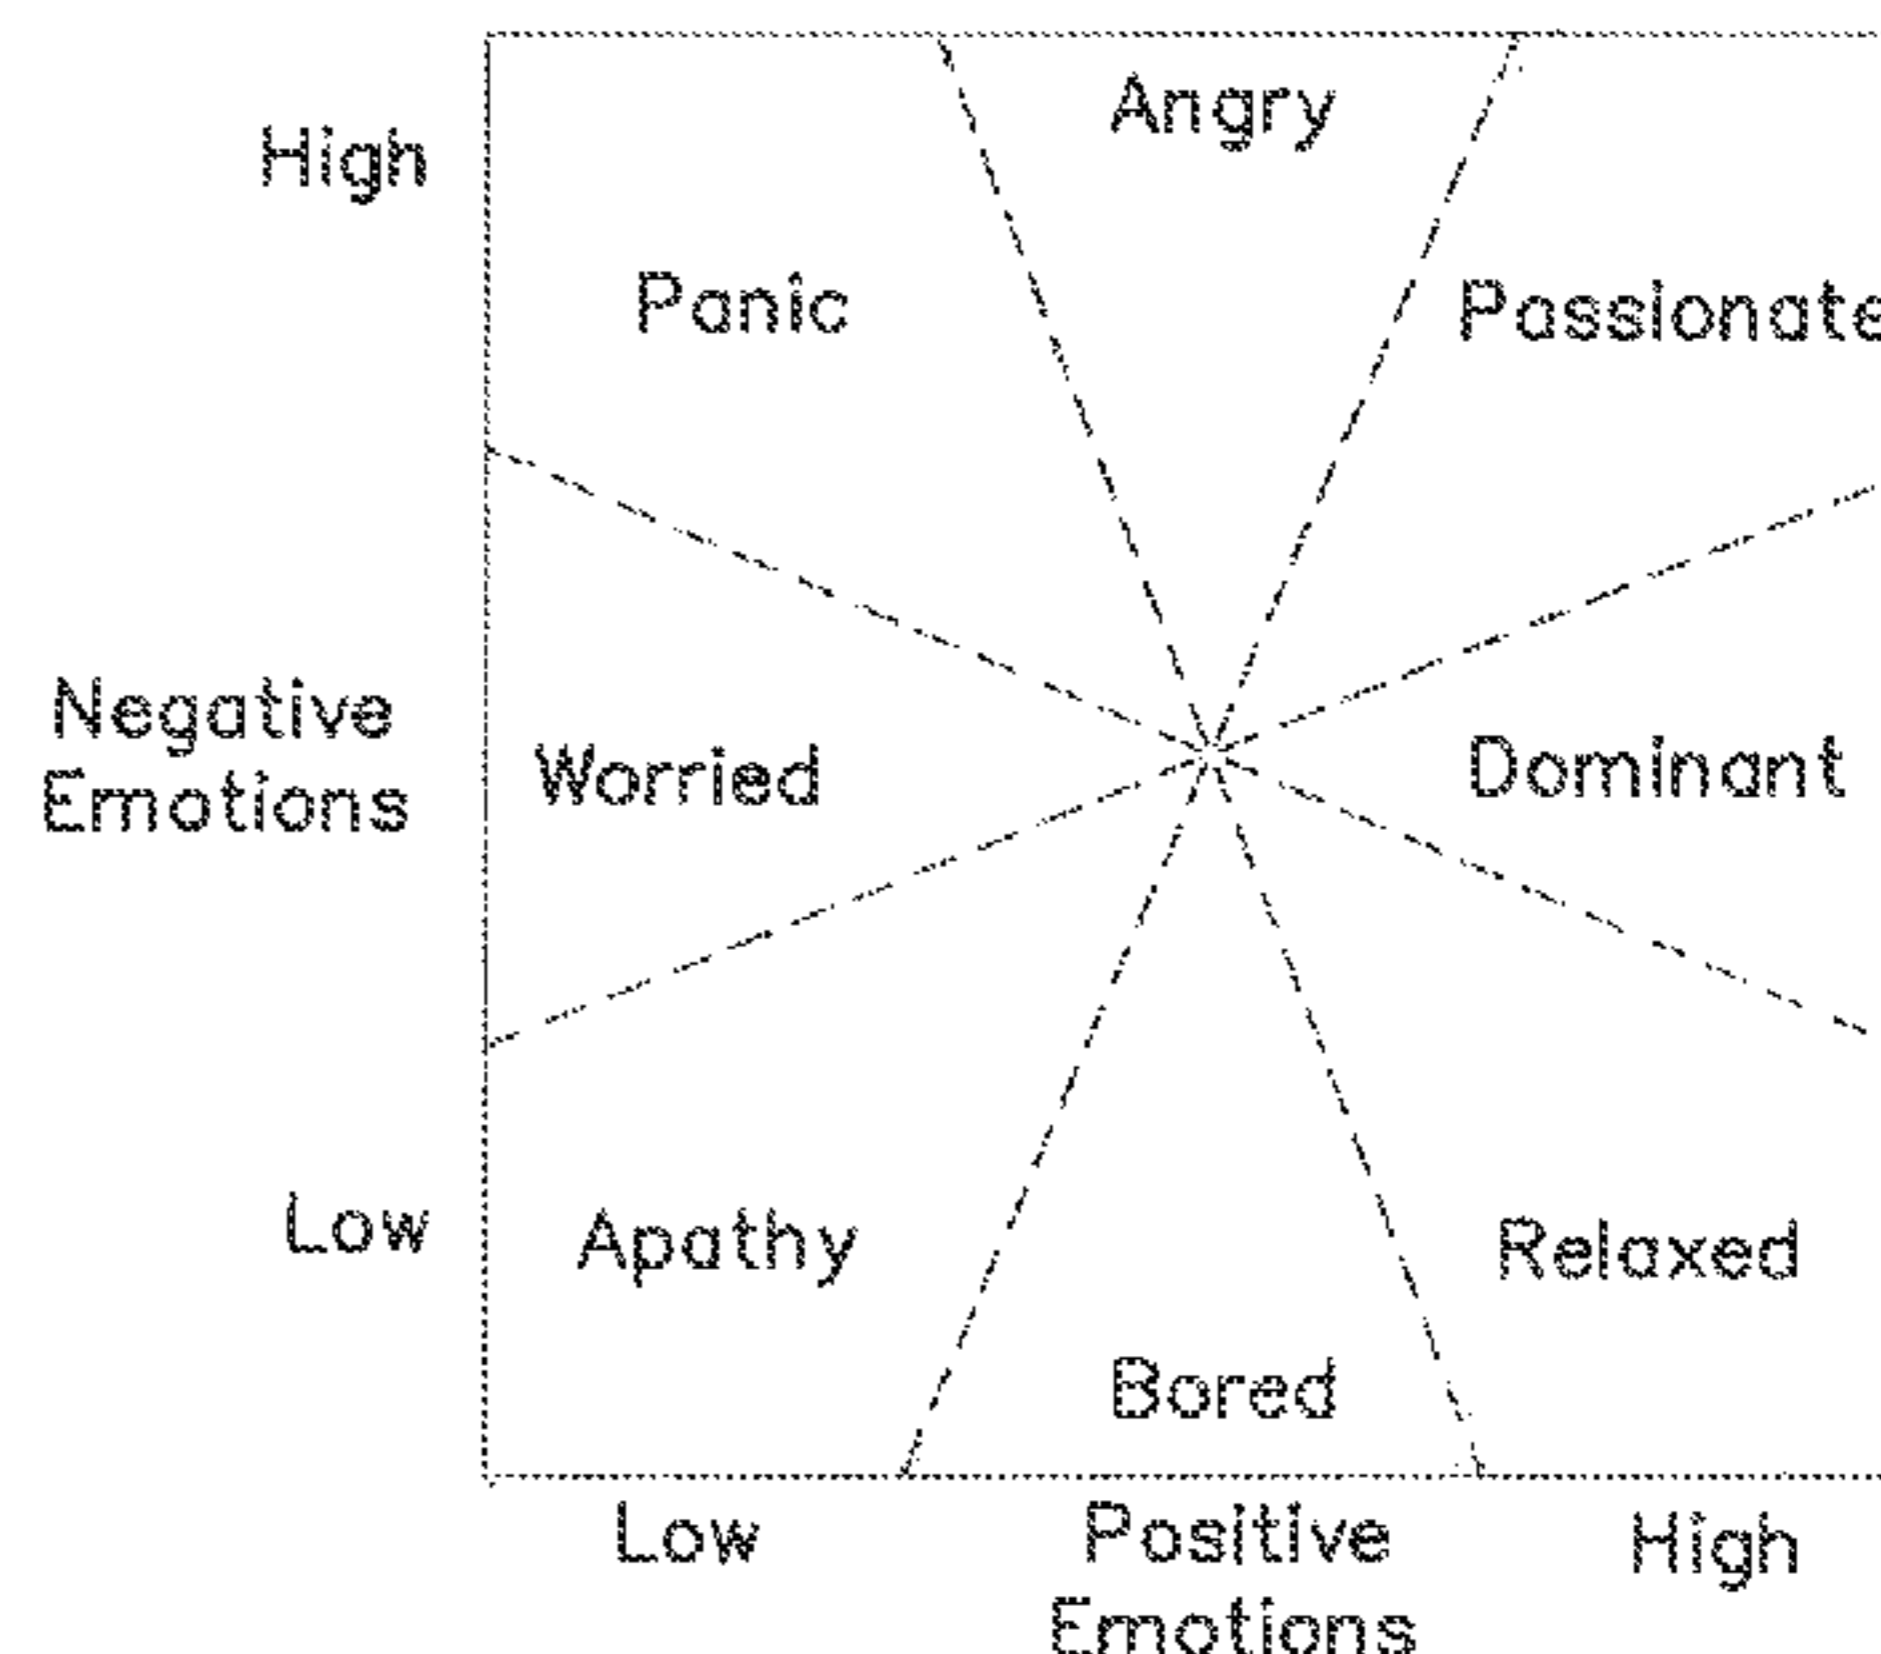 Angry
High
Panic
Passionate
Negative
Emotions
Worried
Dominant
Low
Apathy
Relaxed
Bored
Low
Positive
Emotions
High